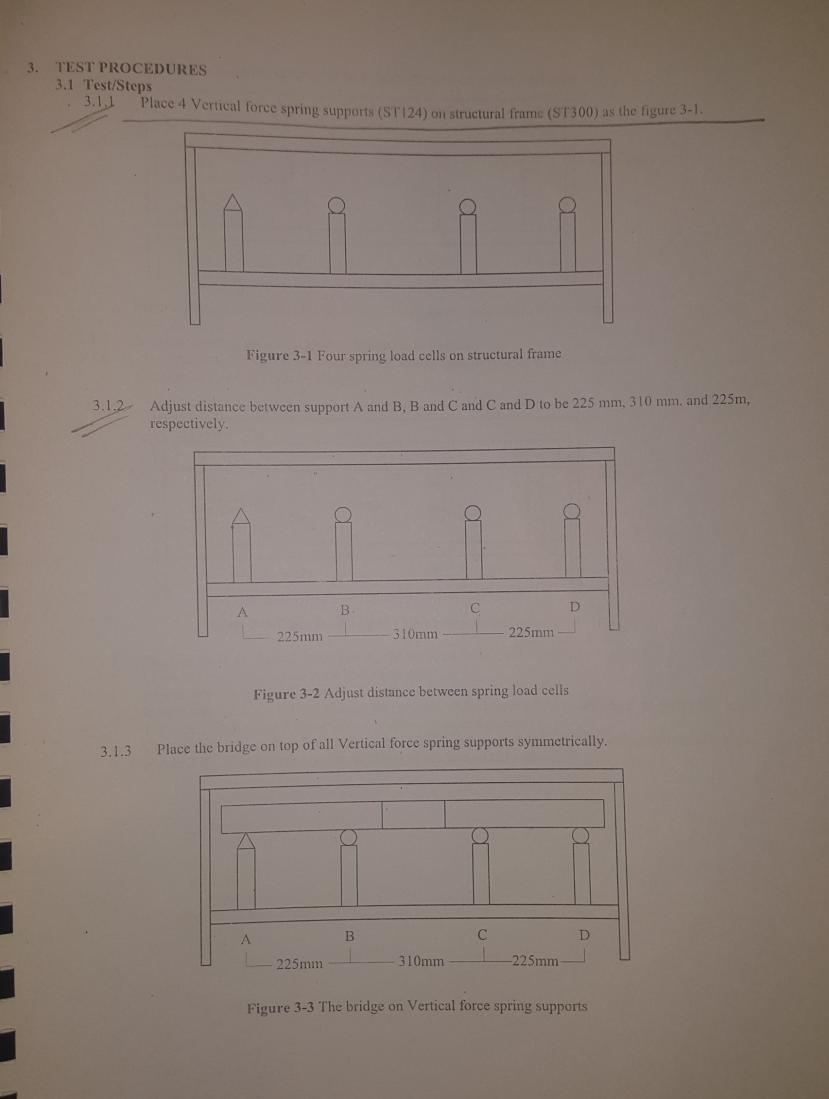 3. TEST PROCEDURES
3.1 Test/Steps
3.1.1 Place 4 Vertical force spring supports (ST124) on structural frame (ST300) as the figure 3-1.
Figure 3-1 Four spring load cells on structural frame
3.1.2 Adjust distance between support A and B, B and C and C and D to be 225 mm, 310 mm. and 225m,
respectively.
A B C D
225mm 310mm 225mm
Figure 3-2 Adjust distance between spring load cells
3.1.3 Place the bridge on top of all Vertical force spring supports symmetrically.
A B C D
225mm 310mm 225mm
Figure 3-3 The bridge on Vertical force spring supports